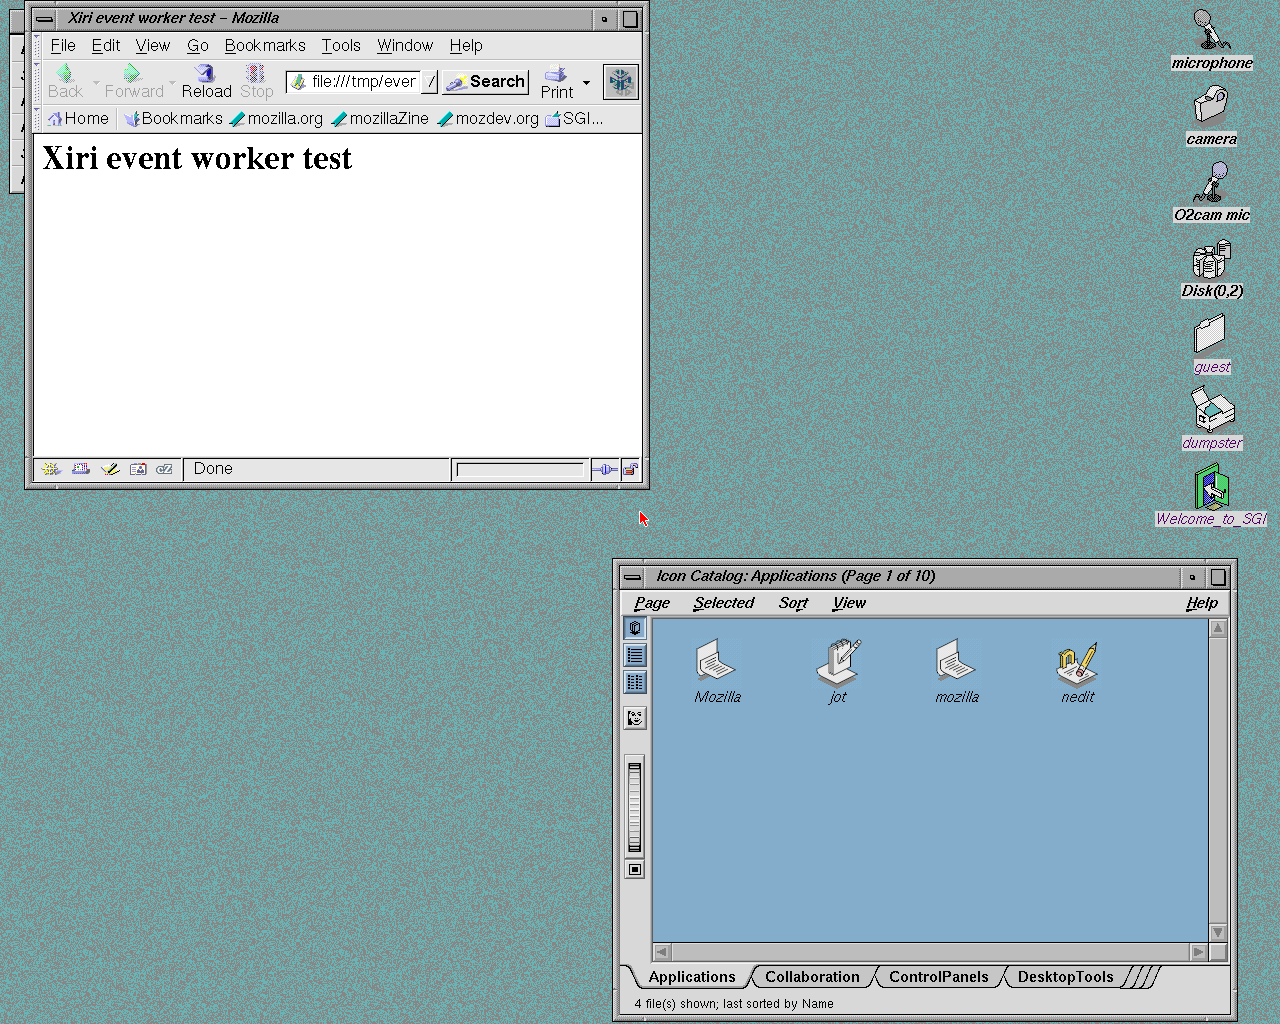 Xiri event worker test – Mozilla
File Edit View Go Bookmarks Tools Window Help
Back Forward Reload Stop file:///tmp/ever Search Print
Home Bookmarks mozilla.org mozillaZine mozdev.org SGI...
Xiri event worker test
Done
microphone
camera
O2cam mic
Disk(0,2)
guest
dumpster
Welcome_to_SGI
Icon Catalog: Applications (Page 1 of 10)
Page Selected Sort View Help
Mozilla jot mozilla nedit
Applications Collaboration ControlPanels DesktopTools
4 file(s) shown; last sorted by Name